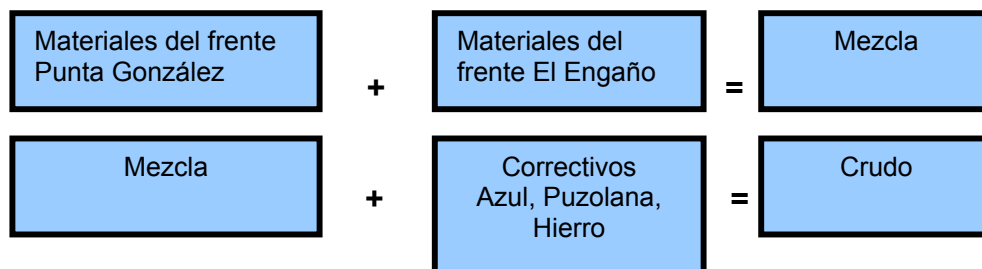 Materiales del frente
Punta González
+
Materiales del
frente El Engaño
=
Mezcla
Mezcla
+
Correctivos
Azul, Puzolana,
Hierro
=
Crudo